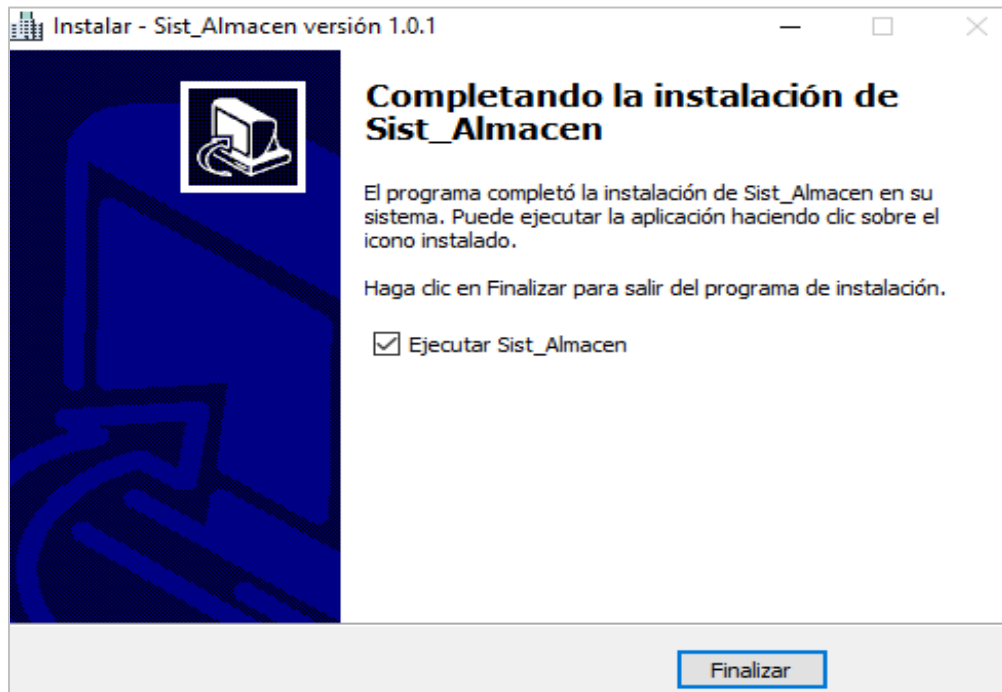 Instalar - Sist_Almacen versión 1.0.1
Completando la instalación de
Sist_Almacen
El programa completó la instalación de Sist_Almacen en su
sistema. Puede ejecutar la aplicación haciendo clic sobre el
icono instalado.
Haga clic en Finalizar para salir del programa de instalación.
Ejecutar Sist_Almacen
Finalizar